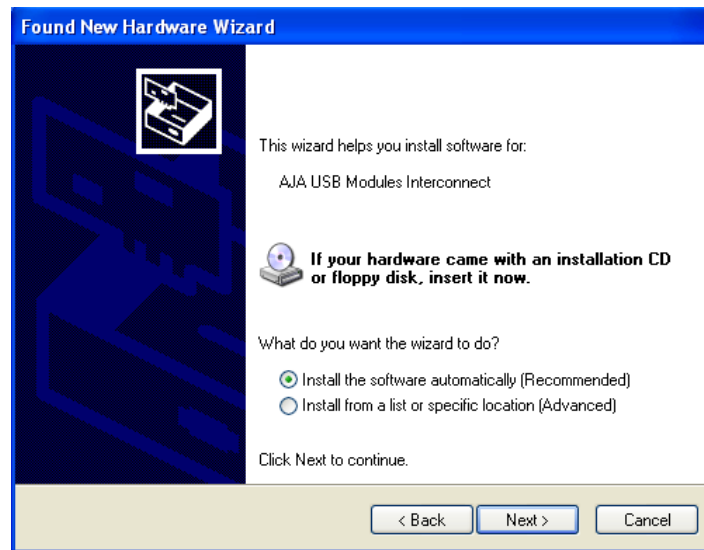 Found New Hardware Wizard
This wizard helps you install software for:
AJA USB Modules Interconnect
If your hardware came with an installation CD
or floppy disk, insert it now.
What do you want the wizard to do?
Install the software automatically (Recommended)
Install from a list or specific location (Advanced)
Click Next to continue.
< Back
Next >
Cancel